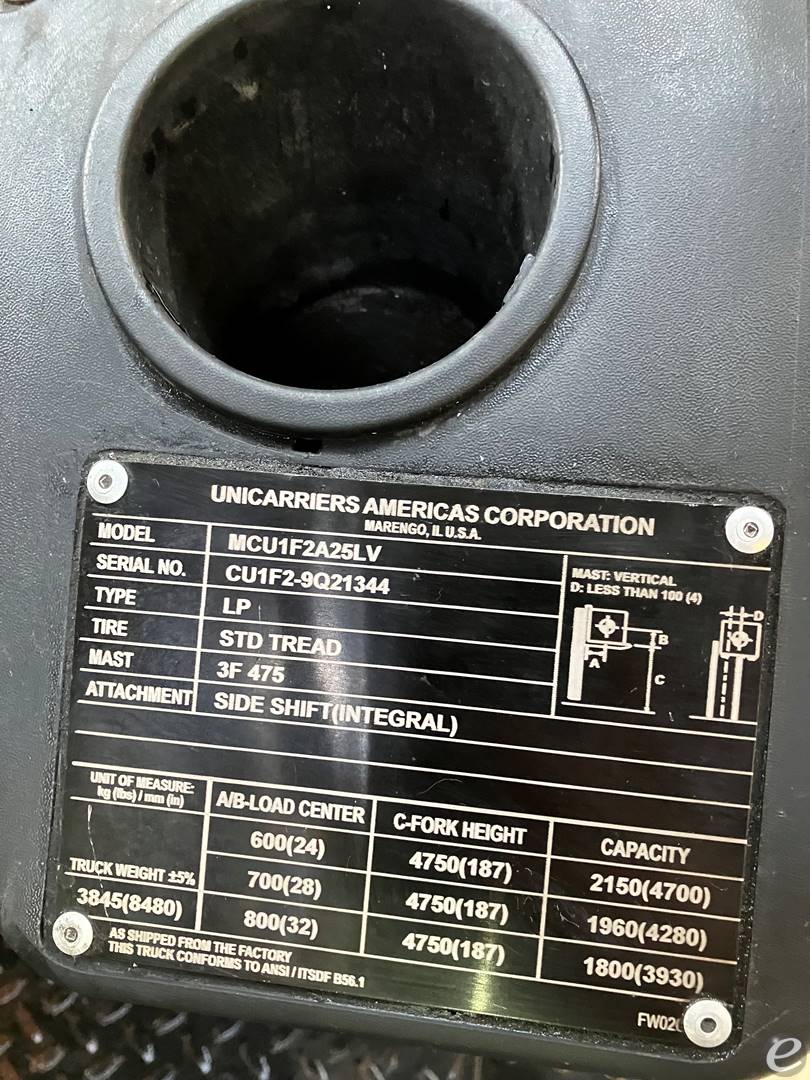 UNICARRIERS AMERICAS CORPORATION
MARENGO, IL U.S.A.
MODEL MCU1F2A25LV
SERIAL NO. CU1F2-9Q21344
TYPE LP
TIRE STD TREAD
MAST 3F 475
ATTACHMENT SIDE SHIFT(INTEGRAL)
MAST: VERTICAL
D: LESS THAN 100 (4)
D
B
A
C
UNIT OF MEASURE:
kg (lbs) / mm (in)
A/B-LOAD CENTER C-FORK HEIGHT CAPACITY
600(24) 4750(187) 2150(4700)
TRUCK WEIGHT ±5% 700(28) 4750(187) 1960(4280)
3845(8480) 800(32) 4750(187) 1800(3930)
AS SHIPPED FROM THE FACTORY
THIS TRUCK CONFORMS TO ANSI / ITSDF B56.1
e